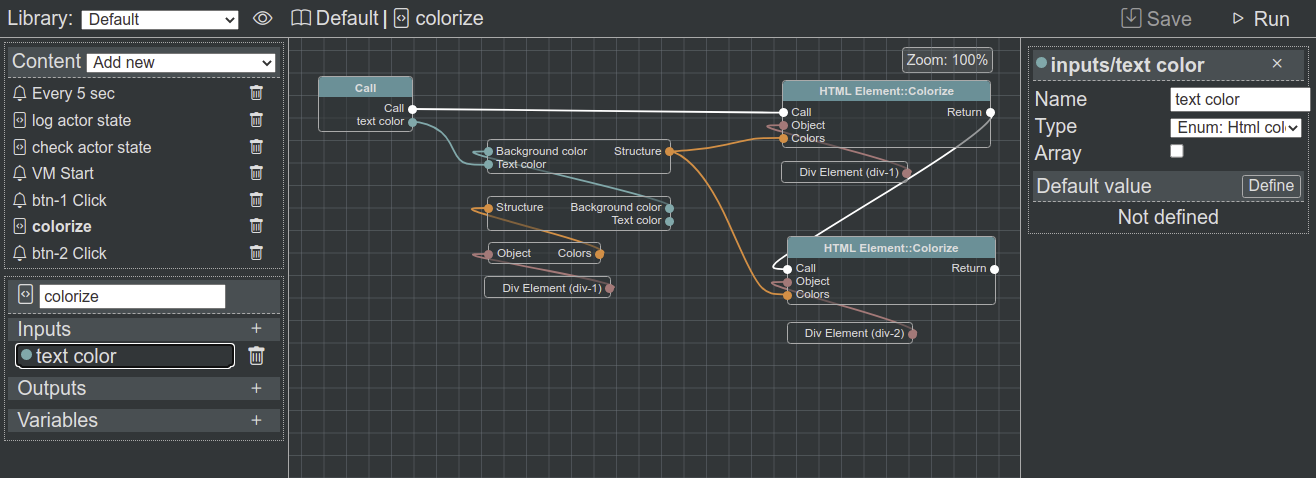 Library: Default Default | colorize Save Run
Content Add new
Every 5 sec
log actor state
check actor state
VM Start
btn-1 Click
colorize
btn-2 Click
colorize
Inputs +
text color
Outputs +
Variables +
Zoom: 100%
Call
Call
text color
Background color Structure
Text color
Structure Background color
Text color
Object Colors
Div Element (div-1)
HTML Element::Colorize
Call Return
Object
Colors
Div Element (div-1)
HTML Element::Colorize
Call Return
Object
Colors
Div Element (div-2)
inputs/text color ×
Name text color
Type Enum: Html col
Array
Default value Define
Not defined